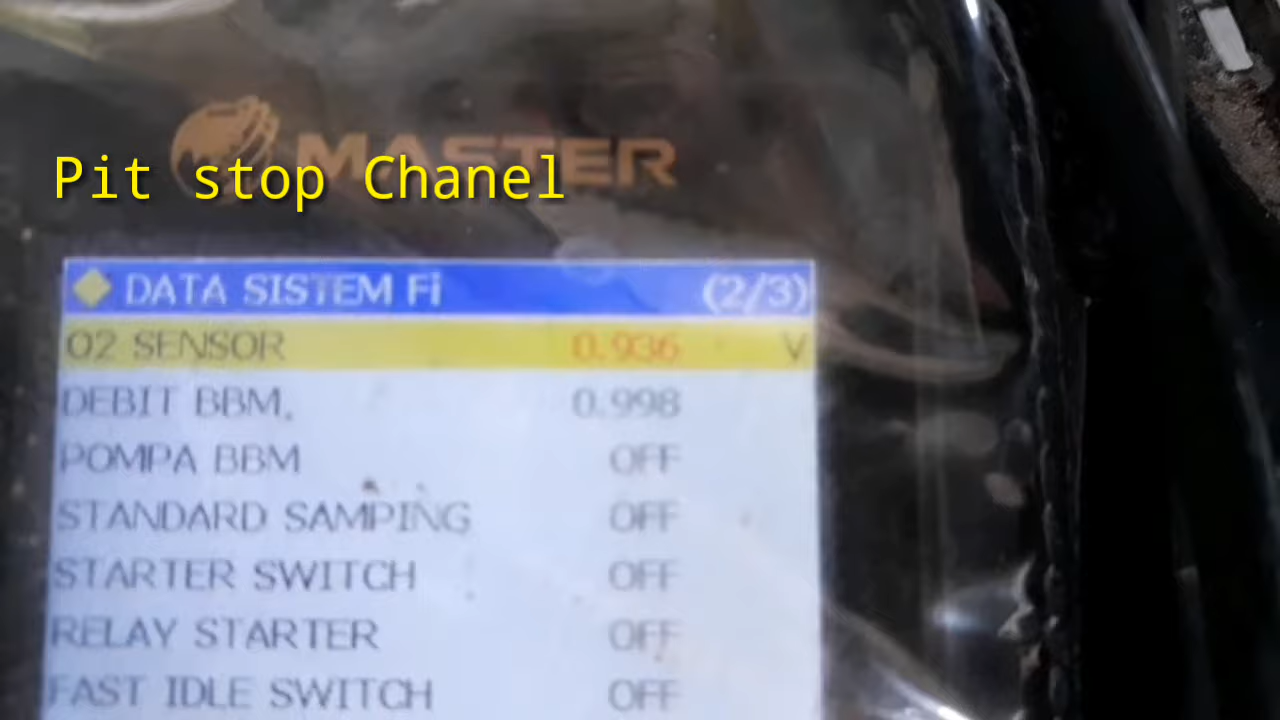 MASTER
Pit stop Chanel
DATA SISTEM Fi (2/3)
O2 SENSOR 0.936 V
DEBIT BBM. 0.998
POMPA BBM OFF
STANDARD SAMPING OFF
STARTER SWITCH OFF
RELAY STARTER OFF
FAST IDLE SWITCH OFF